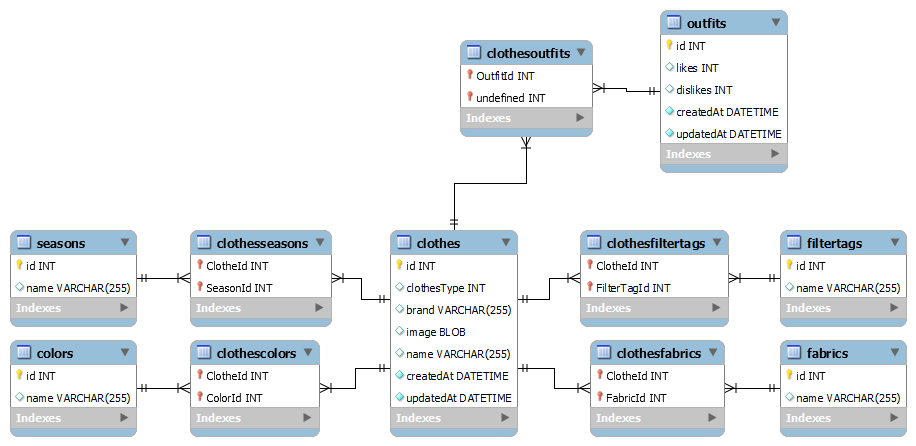 outfits
id INT
likes INT
dislikes INT
createdAt DATETIME
updatedAt DATETIME
Indexes
clothesoutfits
OutfitId INT
undefined INT
Indexes
seasons
id INT
name VARCHAR(255)
Indexes
clothesseasons
ClotheId INT
SeasonId INT
Indexes
clothes
id INT
clothesType INT
brand VARCHAR(255)
image BLOB
name VARCHAR(255)
createdAt DATETIME
updatedAt DATETIME
Indexes
clothesfiltertags
ClotheId INT
FilterTagId INT
Indexes
filtertags
id INT
name VARCHAR(255)
Indexes
colors
id INT
name VARCHAR(255)
Indexes
clothescolors
ClotheId INT
ColorId INT
Indexes
clothesfabrics
ClotheId INT
FabricId INT
Indexes
fabrics
id INT
name VARCHAR(255)
Indexes